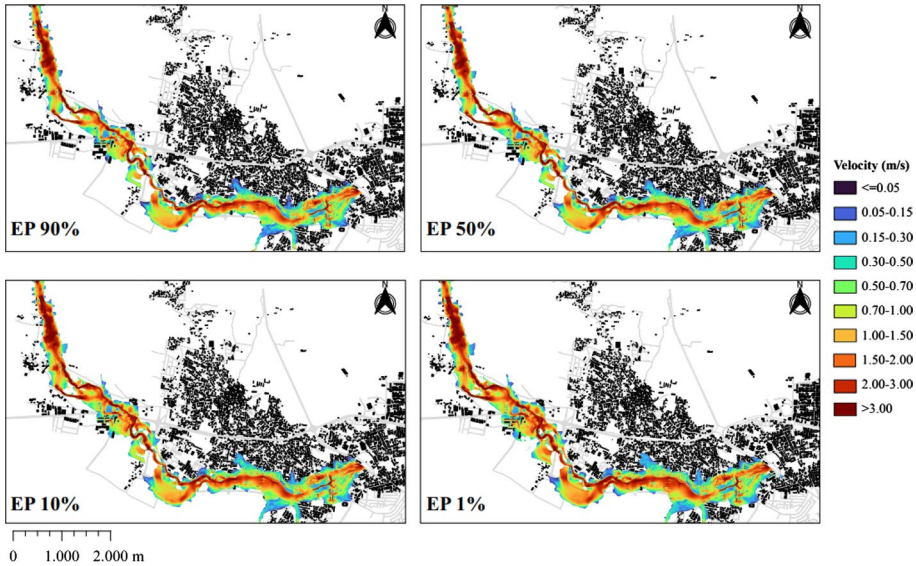 N
N
EP 90%
EP 50%
Velocity (m/s)
<=0.05
0.05-0.15
0.15-0.30
0.30-0.50
0.50-0.70
0.70-1.00
1.00-1.50
1.50-2.00
2.00-3.00
>3.00
N
N
EP 10%
EP 1%
0 1.000 2.000 m